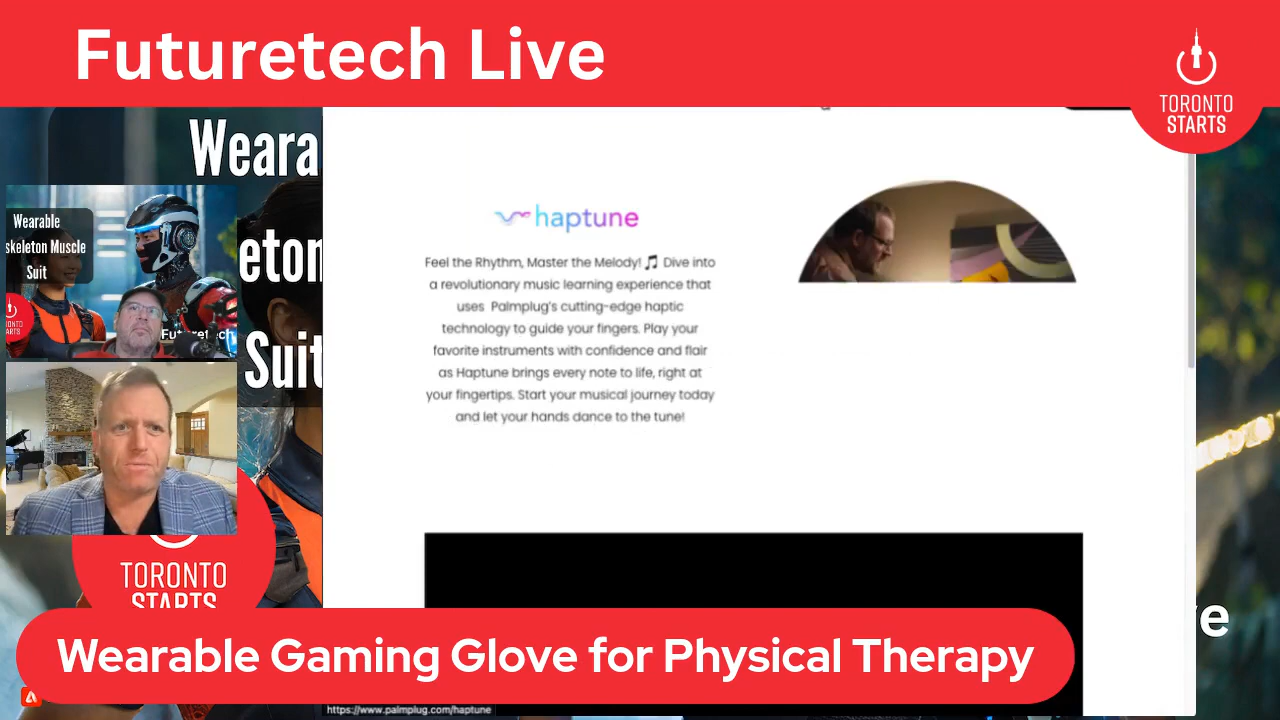 Futuretech Live
TORONTO
STARTS
Weara
eton
Suit
Wearable
skeleton Muscle
Suit
Futuretech
haptune
Feel the Rhythm, Master the Melody! 🎵 Dive into
a revolutionary music learning experience that
uses Palmplug's cutting-edge haptic
technology to guide your fingers. Play your
favorite instruments with confidence and flair
as Haptune brings every note to life, right at
your fingertips. Start your musical journey today
and let your hands dance to the tune!
TORONTO
STARTS
ve
Wearable Gaming Glove for Physical Therapy
https://www.palmplug.com/haptune